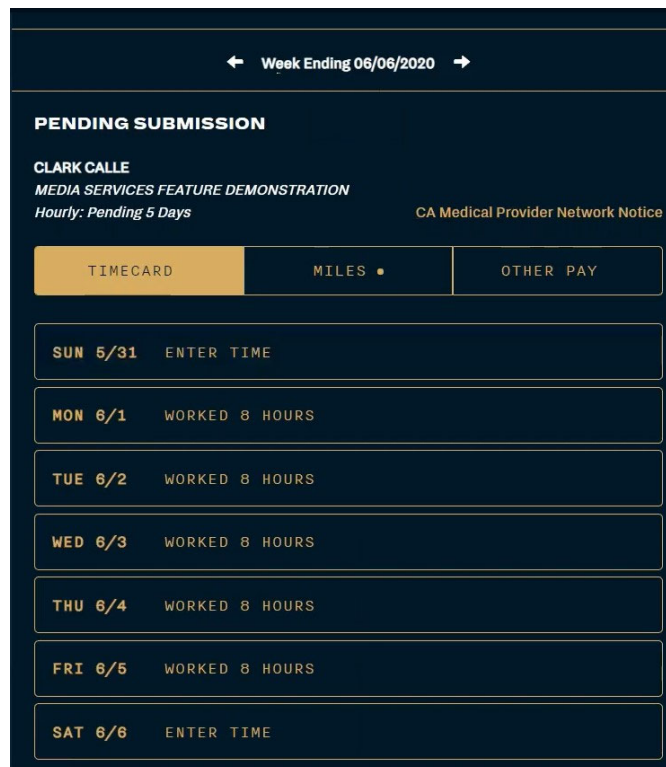 Week Ending 06/06/2020
PENDING SUBMISSION
CLARK CALLE
MEDIA SERVICES FEATURE DEMONSTRATION
Hourly: Pending 5 Days CA Medical Provider Network Notice
TIMECARD MILES OTHER PAY
SUN 5/31 ENTER TIME
MON 6/1 WORKED 8 HOURS
TUE 6/2 WORKED 8 HOURS
WED 6/3 WORKED 8 HOURS
THU 6/4 WORKED 8 HOURS
FRI 6/5 WORKED 8 HOURS
SAT 6/6 ENTER TIME